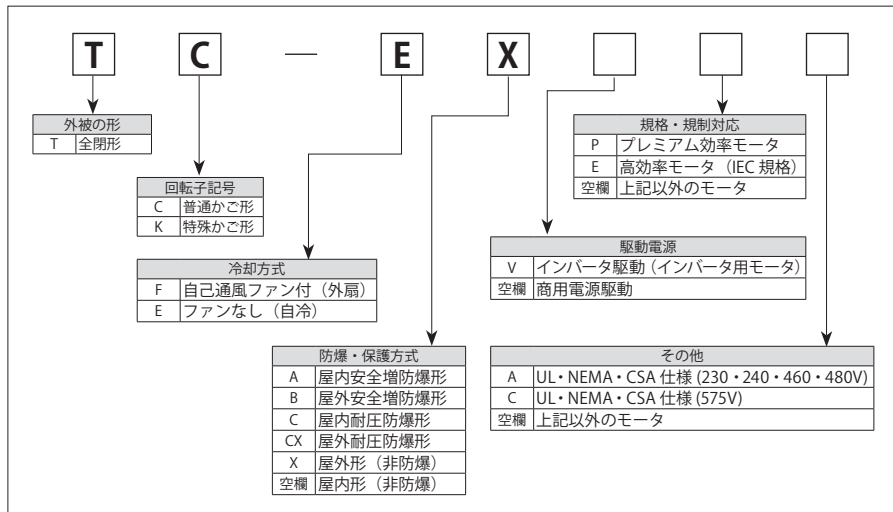 T C — E X
外被の形
T 全閉形
回転子記号
C 普通かご形
K 特殊かご形
冷却方式
F 自己通風ファン付（外扇）
E ファンなし（自冷）
防爆・保護方式
A 屋内安全増防爆形
B 屋外安全増防爆形
C 屋内耐圧防爆形
CX 屋外耐圧防爆形
X 屋外形（非防爆）
空欄 屋内形（非防爆）
規格・規制対応
P プレミアム効率モータ
E 高効率モータ（IEC 規格）
空欄 上記以外のモータ
駆動電源
V インバータ駆動（インバータ用モータ）
空欄 商用電源駆動
その他
A UL・NEMA・CSA 仕様 (230・240・460・480V)
C UL・NEMA・CSA 仕様 (575V)
空欄 上記以外のモータ